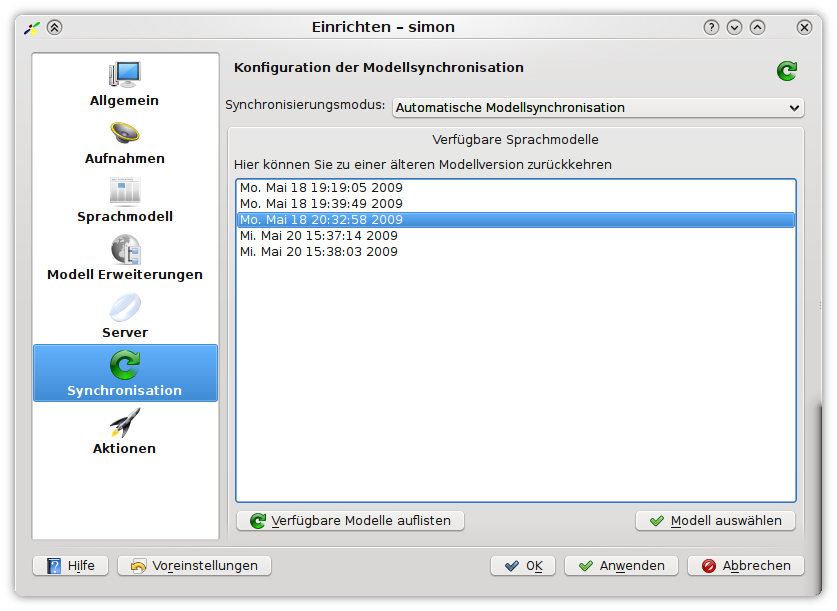 Einrichten – simon
Allgemein
Aufnahmen
Sprachmodell
Modell Erweiterungen
Server
Synchronisation
Aktionen
Konfiguration der Modellsynchronisation
Synchronisierungsmodus: Automatische Modellsynchronisation
Verfügbare Sprachmodelle
Hier können Sie zu einer älteren Modellversion zurückkehren
Mo. Mai 18 19:19:05 2009
Mo. Mai 18 19:39:49 2009
Mo. Mai 18 20:32:58 2009
Mi. Mai 20 15:37:14 2009
Mi. Mai 20 15:38:03 2009
Verfügbare Modelle auflisten Modell auswählen
Hilfe Voreinstellungen OK Anwenden Abbrechen